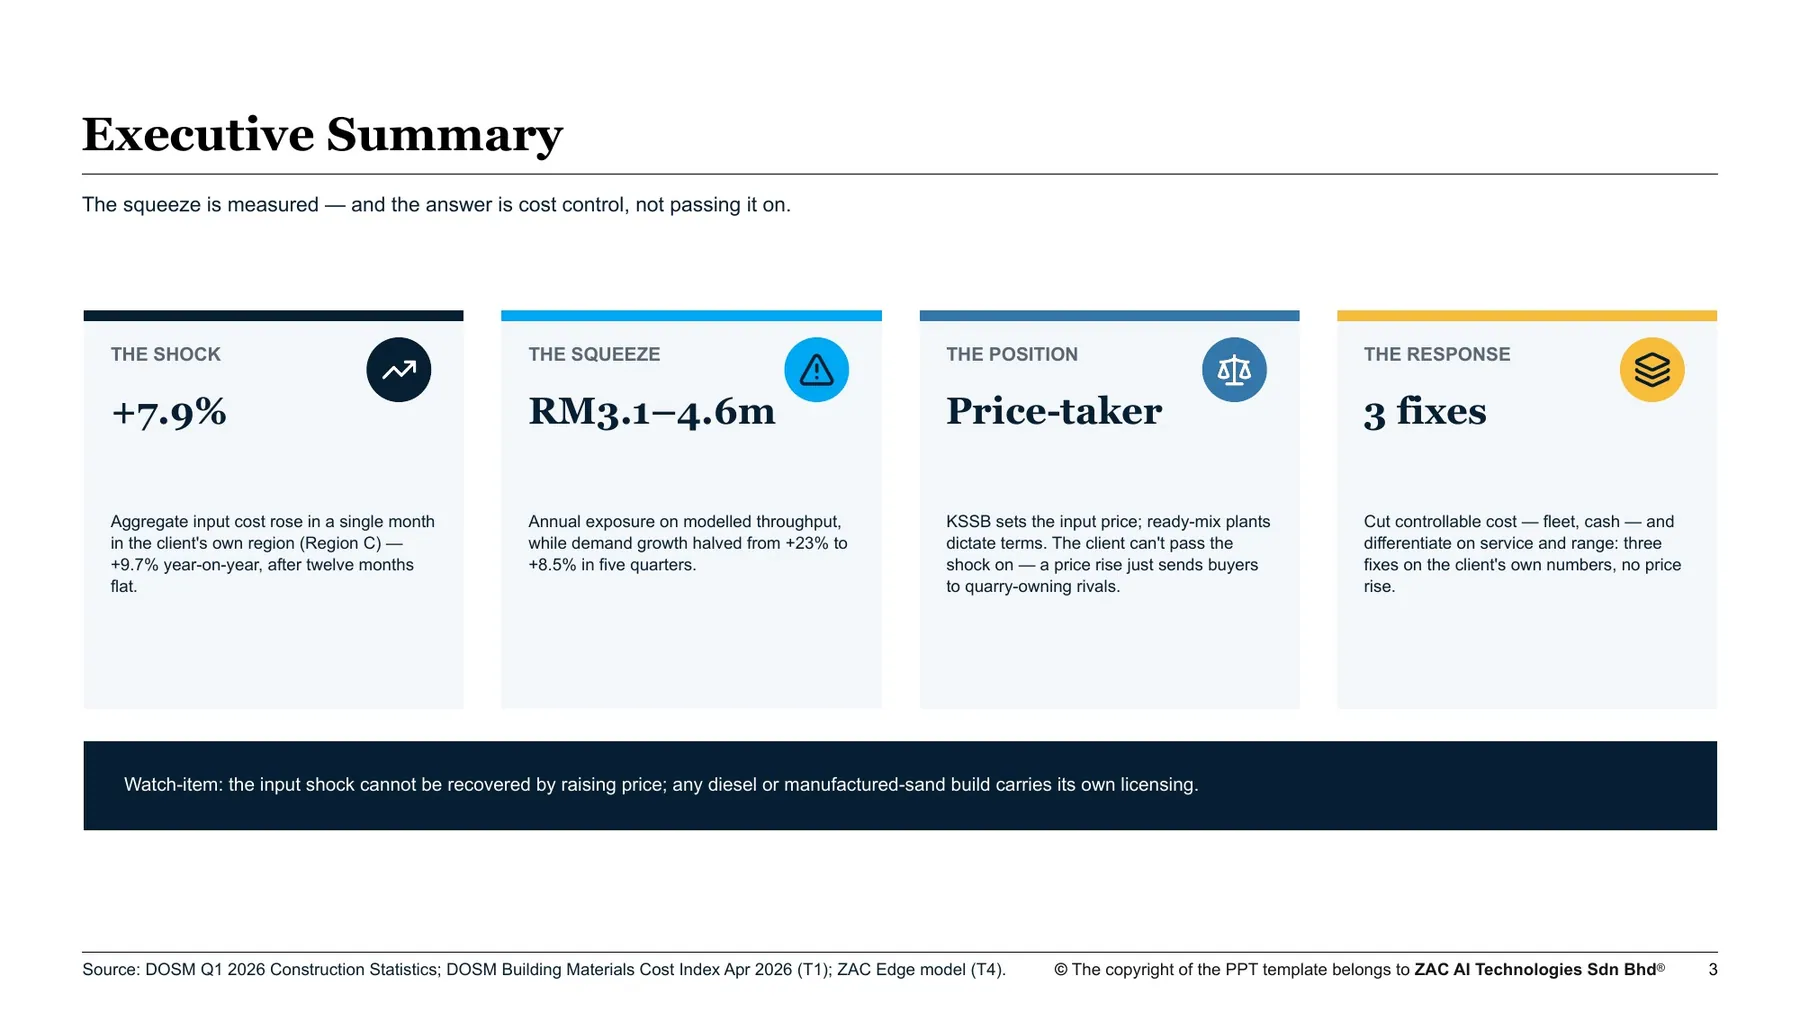 Executive Summary
The squeeze is measured — and the answer is cost control, not passing it on.
THE SHOCK
+7.9%
Aggregate input cost rose in a single month
in the client's own region (Region C) —
+9.7% year-on-year, after twelve months
flat.
THE SQUEEZE
RM3.1–4.6m
Annual exposure on modelled throughput,
while demand growth halved from +23% to
+8.5% in five quarters.
THE POSITION
Price-taker
KSSB sets the input price; ready-mix plants
dictate terms. The client can't pass the
shock on — a price rise just sends buyers
to quarry-owning rivals.
THE RESPONSE
3 fixes
Cut controllable cost — fleet, cash — and
differentiate on service and range: three
fixes on the client's own numbers, no price
rise.
Watch-item: the input shock cannot be recovered by raising price; any diesel or manufactured-sand build carries its own licensing.
Source: DOSM Q1 2026 Construction Statistics; DOSM Building Materials Cost Index Apr 2026 (T1); ZAC Edge model (T4).
© The copyright of the PPT template belongs to ZAC AI Technologies Sdn Bhd®
3